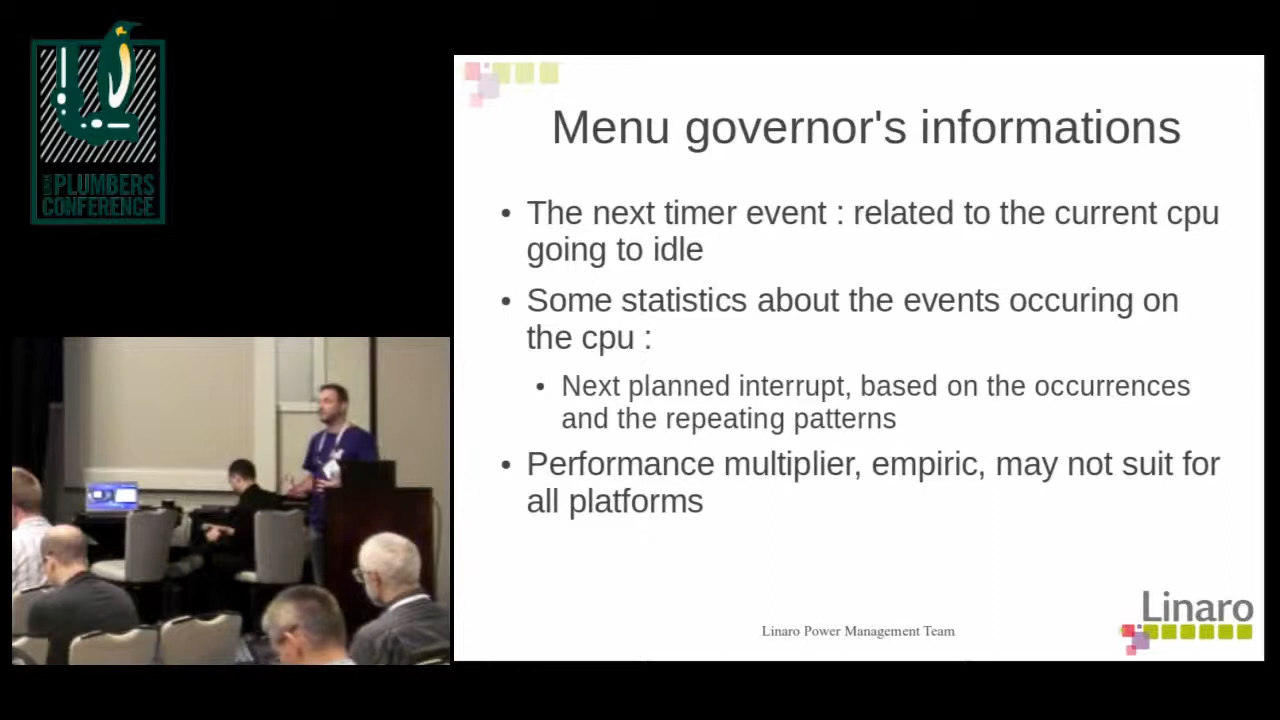 LINUX
PLUMBERS
CONFERENCE
Menu governor's informations
• The next timer event : related to the current cpu
going to idle
• Some statistics about the events occuring on
the cpu :
• Next planned interrupt, based on the occurrences
and the repeating patterns
• Performance multiplier, empiric, may not suit for
all platforms
Linaro Power Management Team
Linaro